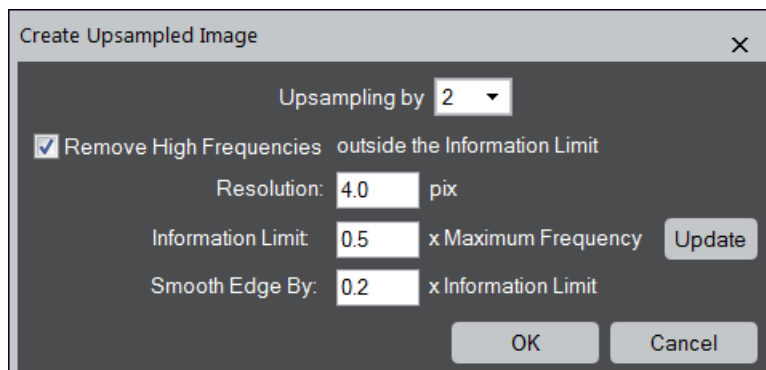 Create Upsampled Image
Upsampling by 2
Remove High Frequencies outside the Information Limit
Resolution: 4.0 pix
Information Limit: 0.5 x Maximum Frequency Update
Smooth Edge By: 0.2 x Information Limit
OK Cancel